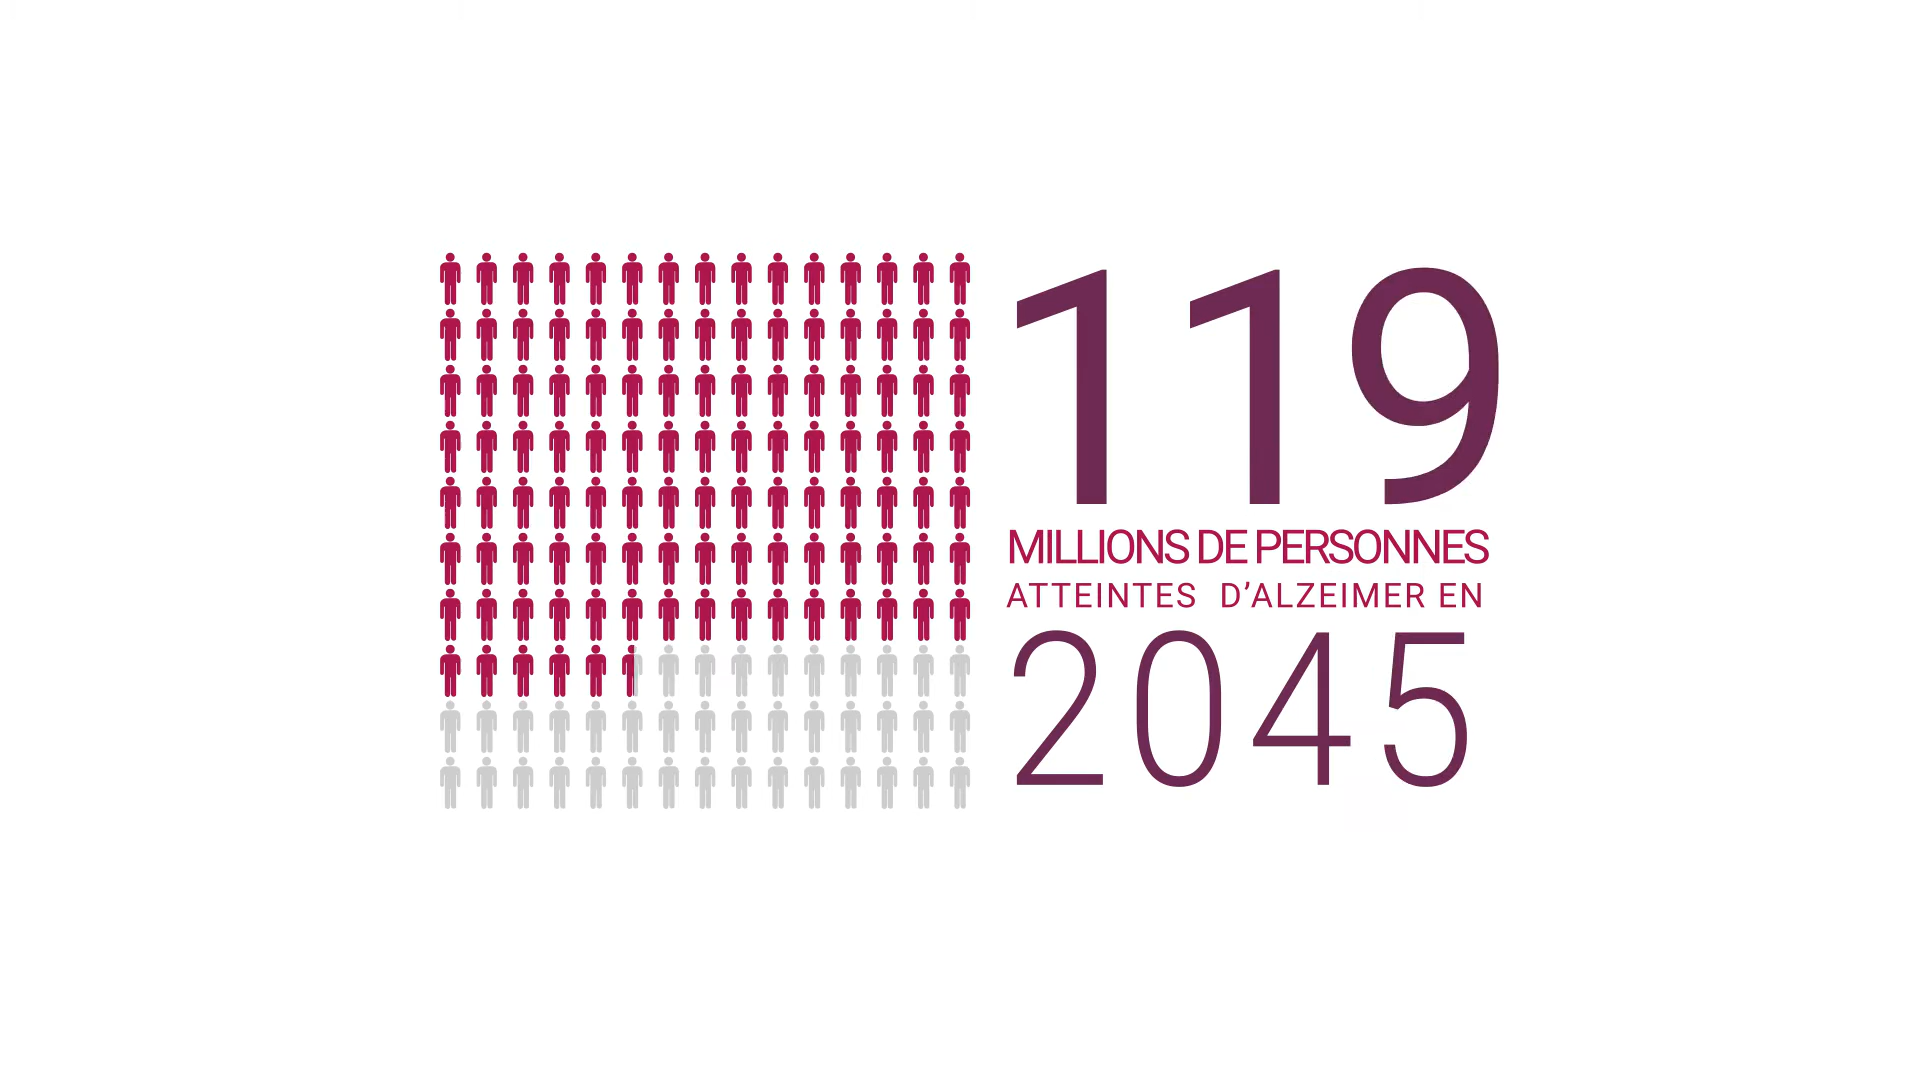 119
MILLIONS DE PERSONNES
ATTEINTES D’ALZEIMER EN
2045